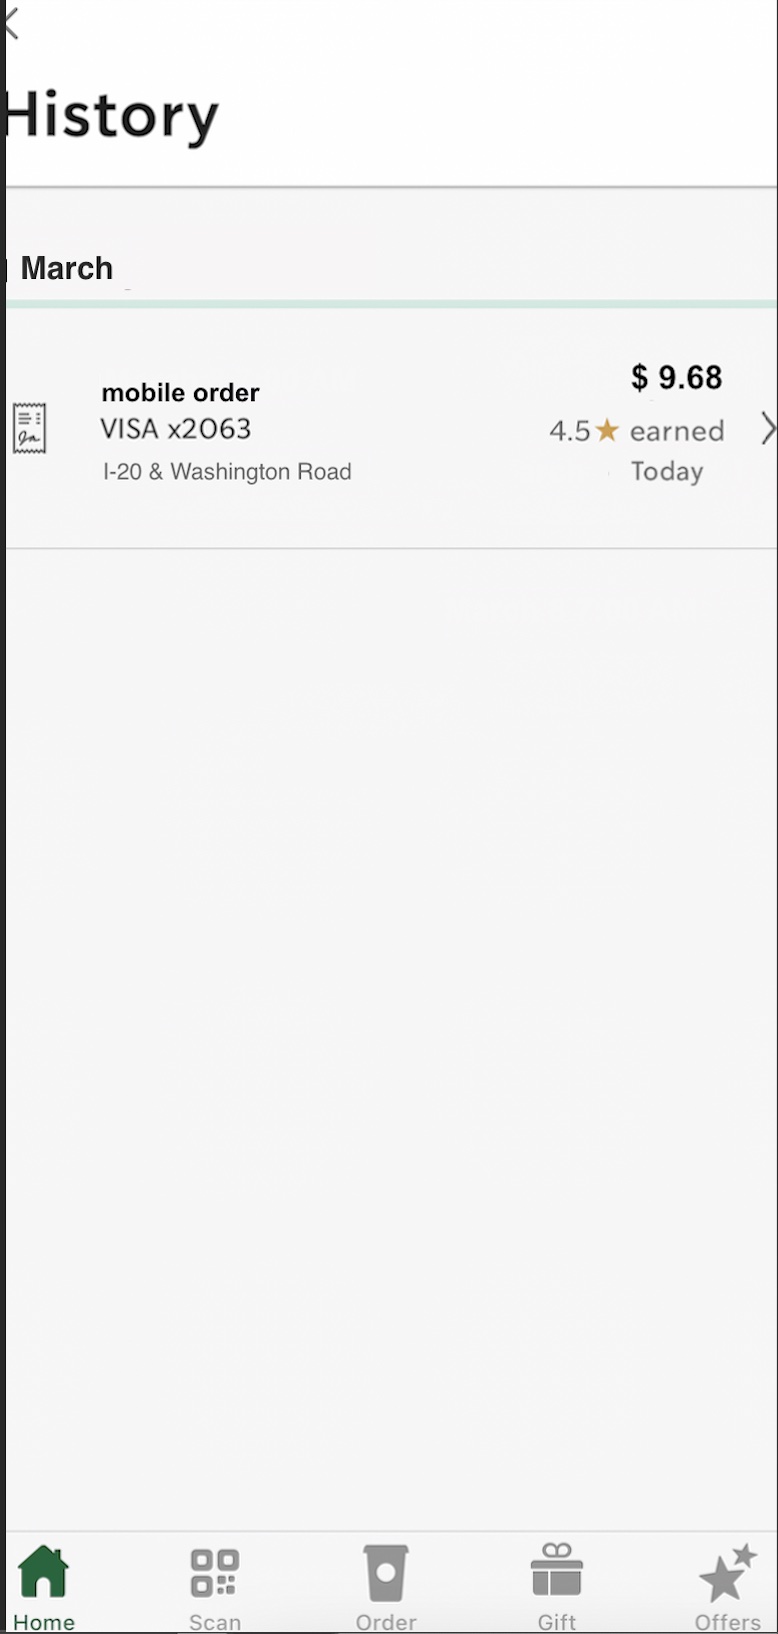 History
March
mobile order
$ 9.68
VISA x2063
4.5★ earned
I-20 & Washington Road
Today
Home
Scan
Order
Gift
Offers